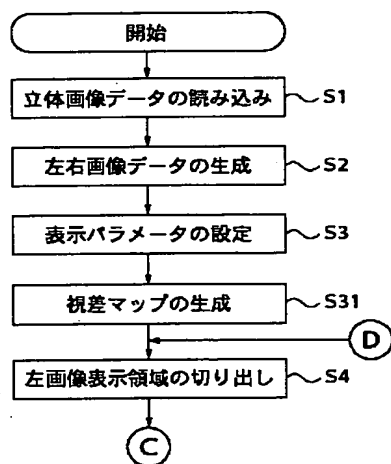 開始
立体画像データの読み込み S1
左右画像データの生成 S2
表示パラメータの設定 S3
視差マップの生成 S31
D
左画像表示領域の切り出し S4
C